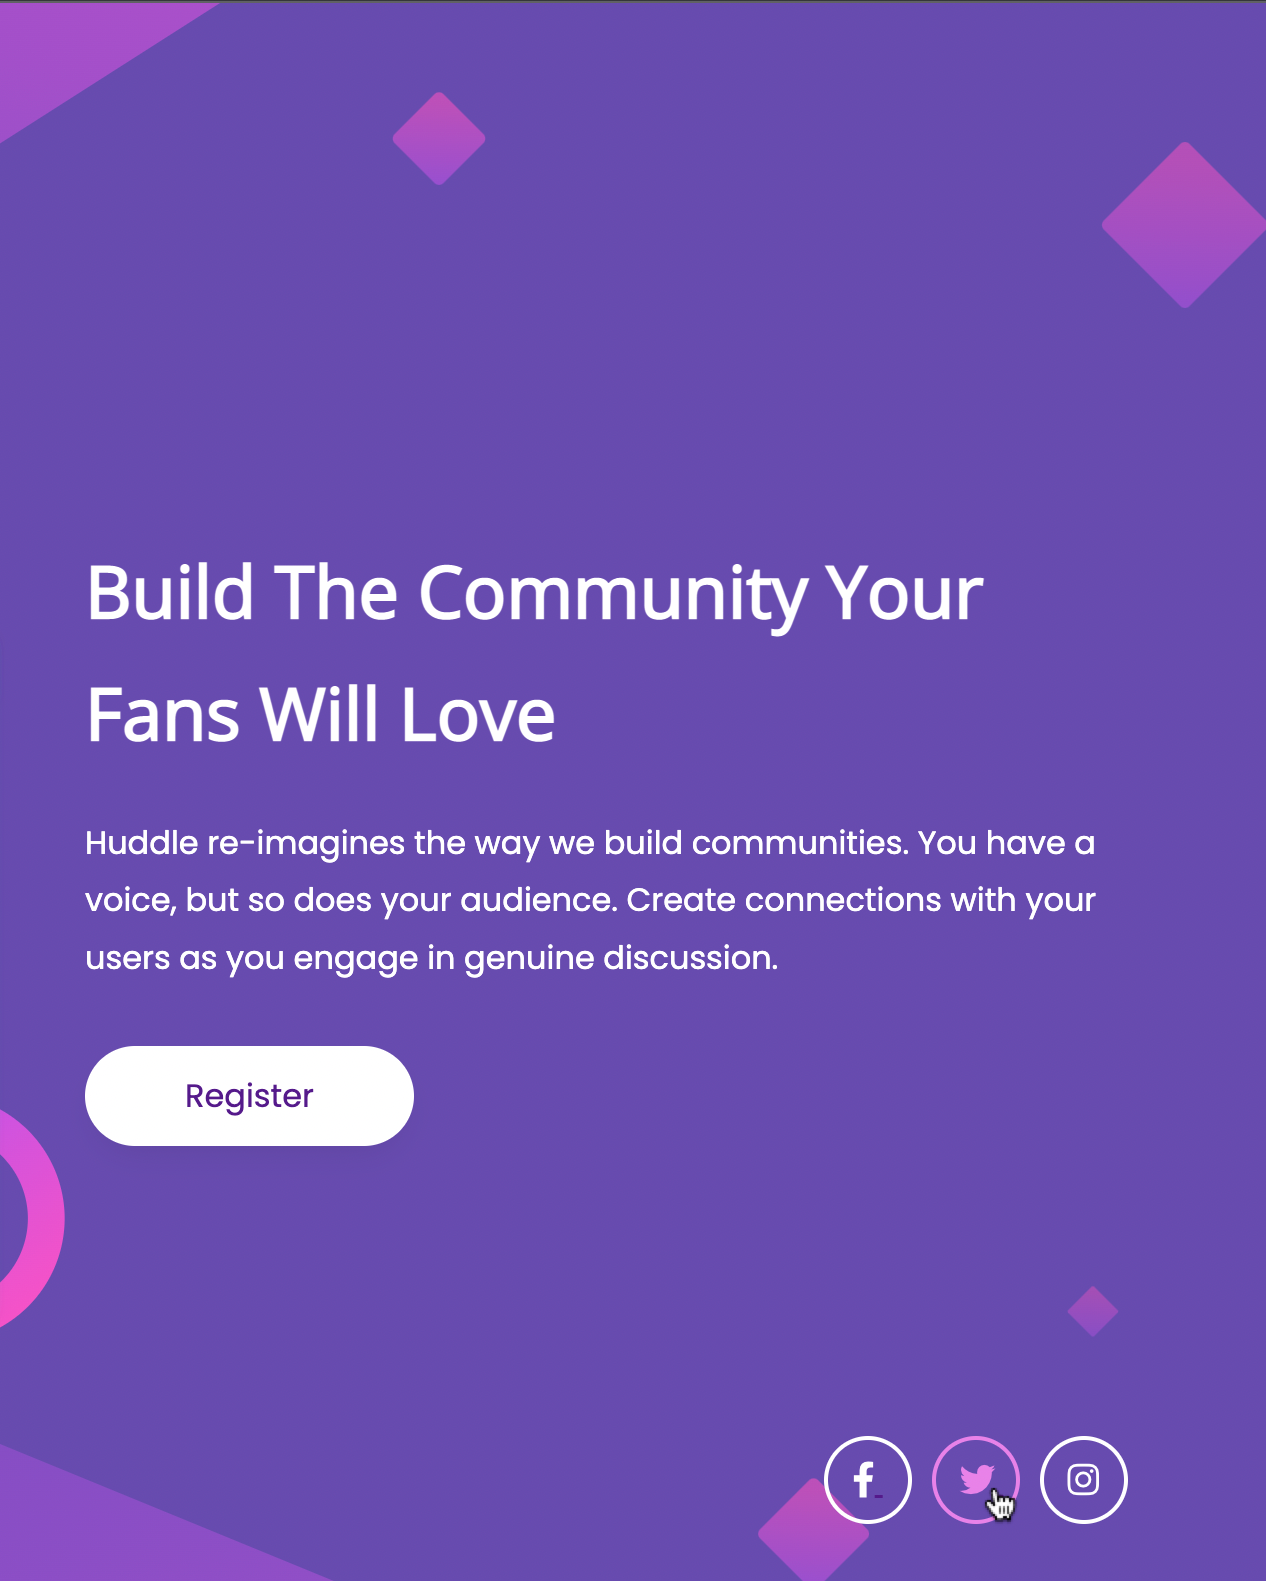 Build The Community Your
Fans Will Love
Huddle re-imagines the way we build communities. You have a
voice, but so does your audience. Create connections with your
users as you engage in genuine discussion.
Register